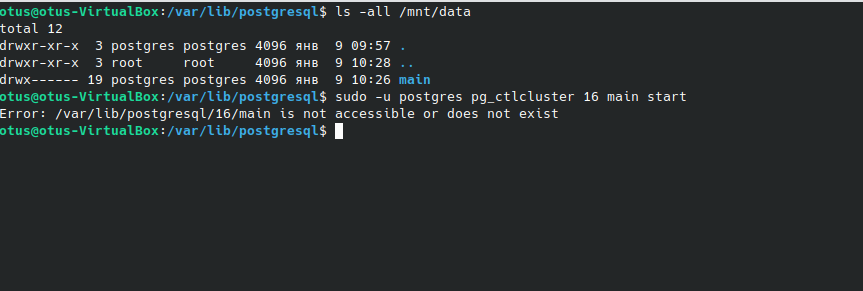 otus@otus-VirtualBox:/var/lib/postgresql$ ls -all /mnt/data
total 12
drwxr-xr-x  3 postgres postgres 4096 янв  9 09:57 .
drwxr-xr-x  3 root     root     4096 янв  9 10:28 ..
drwx------ 19 postgres postgres 4096 янв  9 10:26 main
otus@otus-VirtualBox:/var/lib/postgresql$ sudo -u postgres pg_ctlcluster 16 main start
Error: /var/lib/postgresql/16/main is not accessible or does not exist
otus@otus-VirtualBox:/var/lib/postgresql$